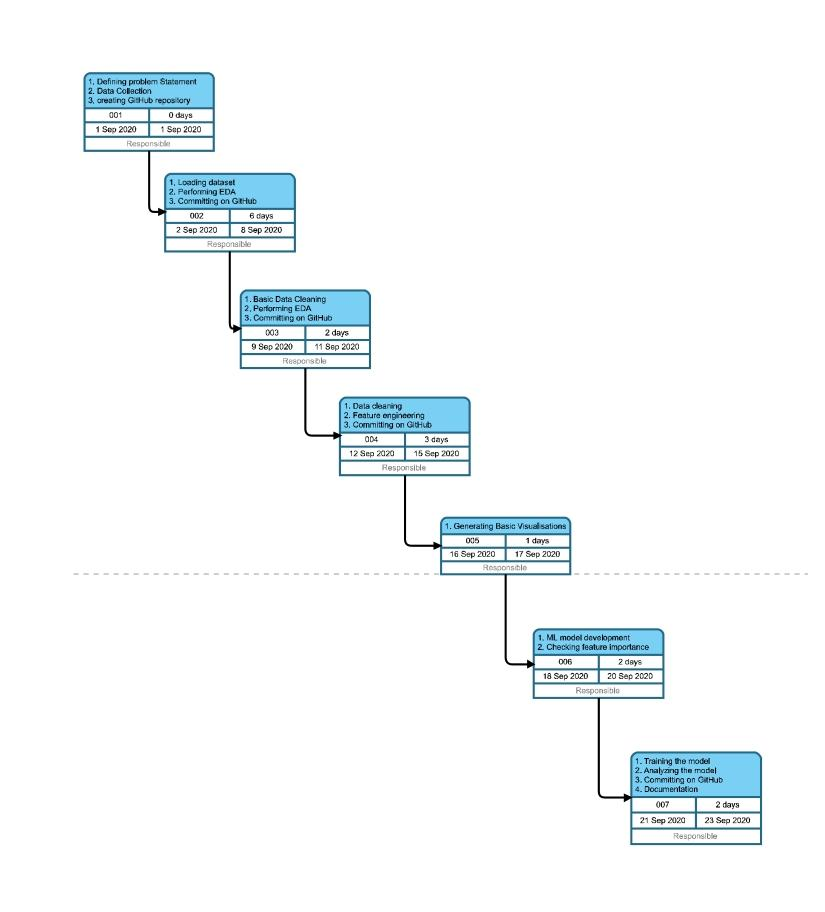 1. Defining problem Statement
2. Data Collection
3, creating GitHub repository
001 0 days
1 Sep 2020 1 Sep 2020
Responsible
1. Loading dataset
2. Performing EDA
3. Committing on GitHub
002 6 days
2 Sep 2020 8 Sep 2020
Responsible
1. Basic Data Cleaning
2. Performing EDA
3. Committing on GitHub
003 2 days
9 Sep 2020 11 Sep 2020
Responsible
1. Data cleaning
2. Feature engineering
3. Committing on GitHub
004 3 days
12 Sep 2020 15 Sep 2020
Responsible
1. Generating Basic Visualisations
005 1 days
16 Sep 2020 17 Sep 2020
Responsible
1. ML model development
2. Checking feature importance
006 2 days
18 Sep 2020 20 Sep 2020
Responsible
1. Training the model
2. Analyzing the model
3. Committing on GitHub
4. Documentation
007 2 days
21 Sep 2020 23 Sep 2020
Responsible